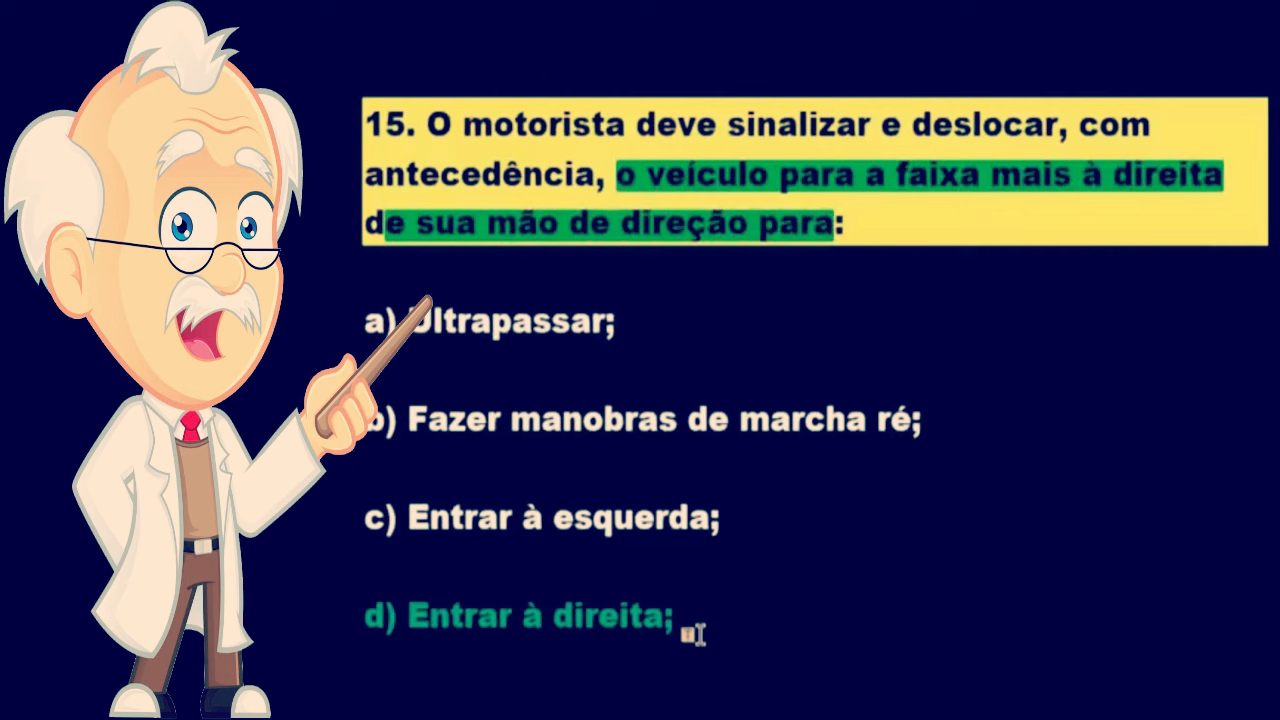 15. O motorista deve sinalizar e deslocar, com
antecedência, o veículo para a faixa mais à direita
de sua mão de direção para:
a) Ultrapassar;
b) Fazer manobras de marcha ré;
c) Entrar à esquerda;
d) Entrar à direita;